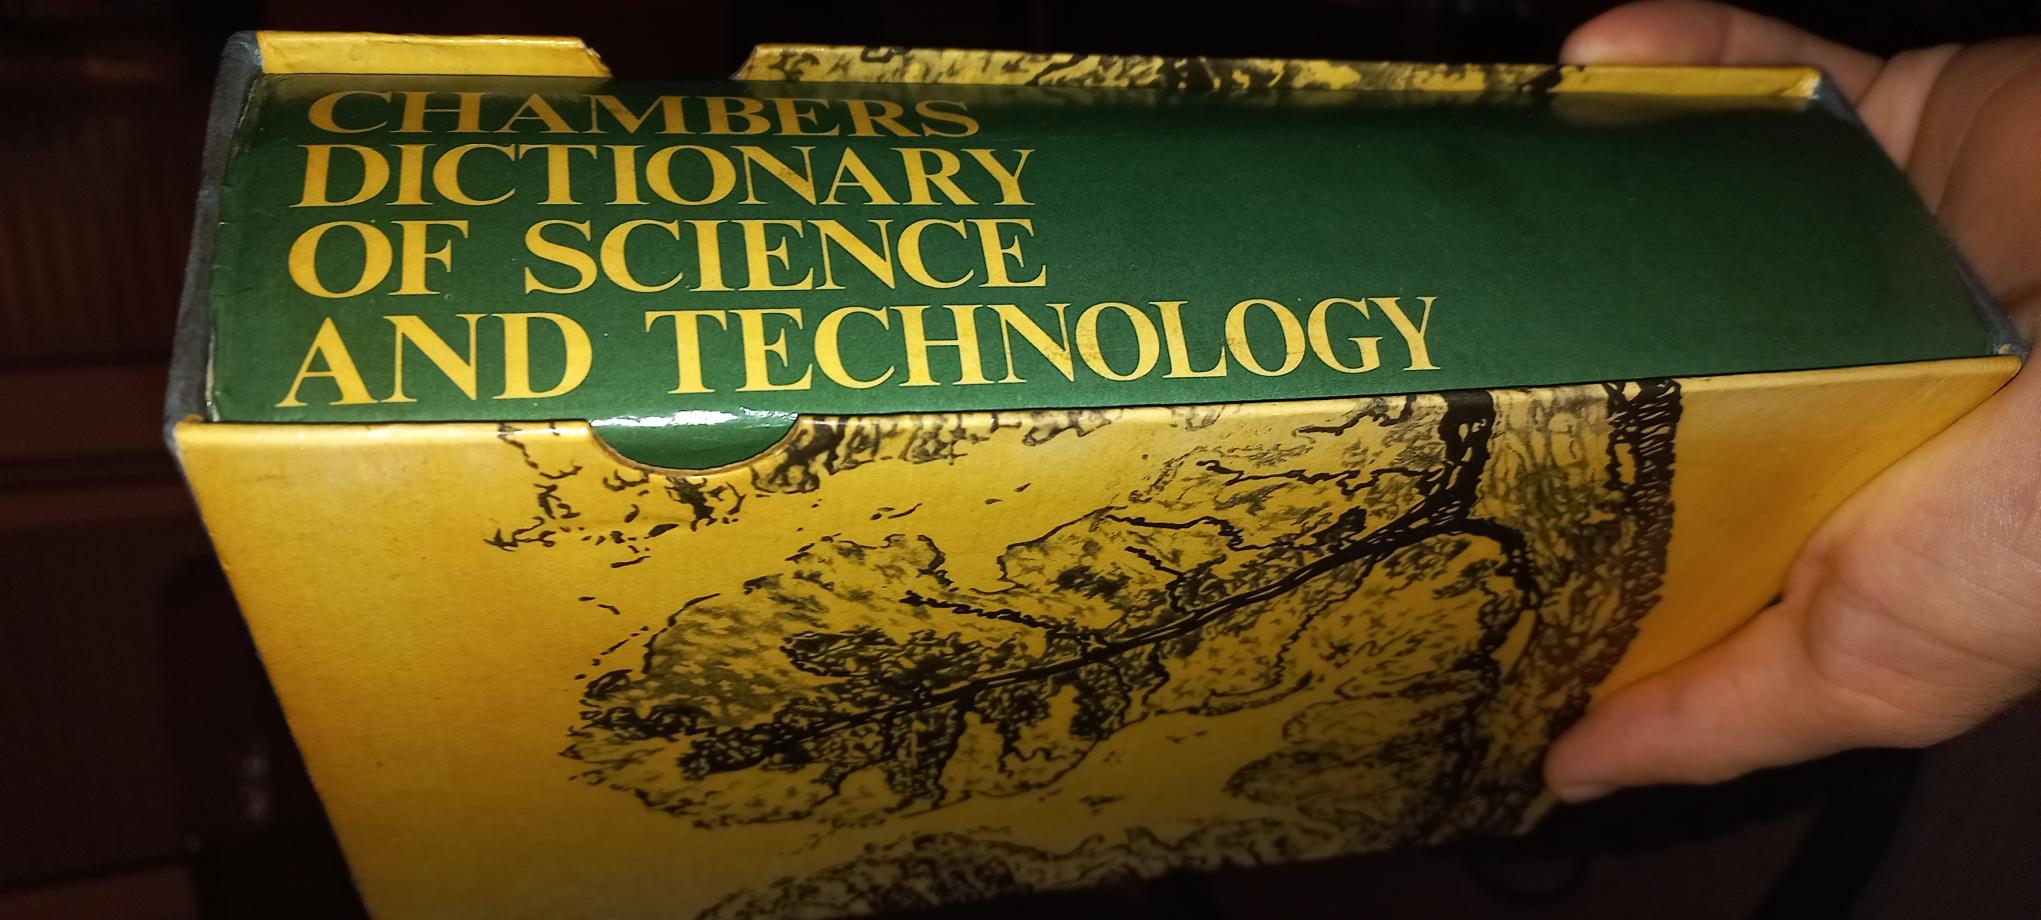 CHAMBERS
DICTIONARY
OF SCIENCE
AND TECHNOLOGY